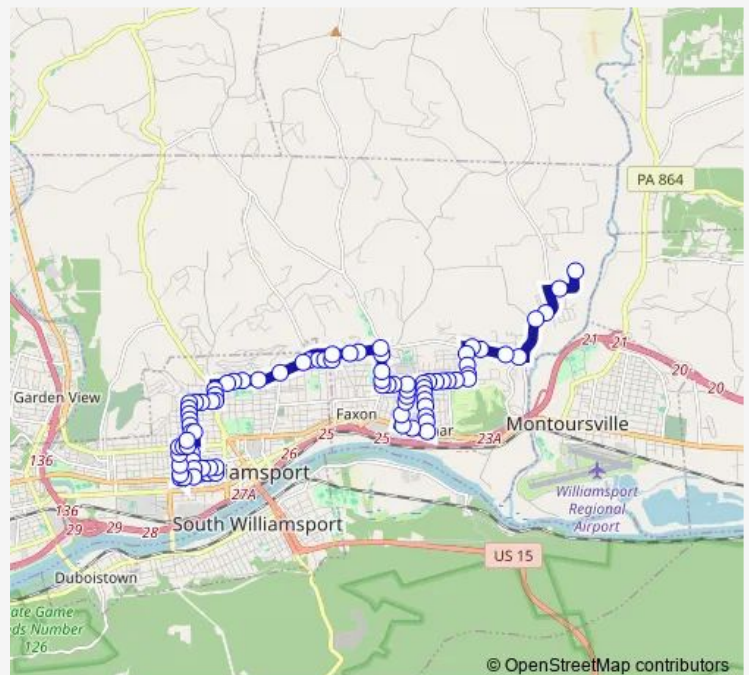 PA 864
21
21
20
20
Garden View
Faxon
Montoursville
25
25
23A
26
136
Williamsport
Regional
Airport
27A
136
29
29
28
South Williamsport
US 15
Duboistown
ate Game
ds Number
126
© OpenStreetMap contributors